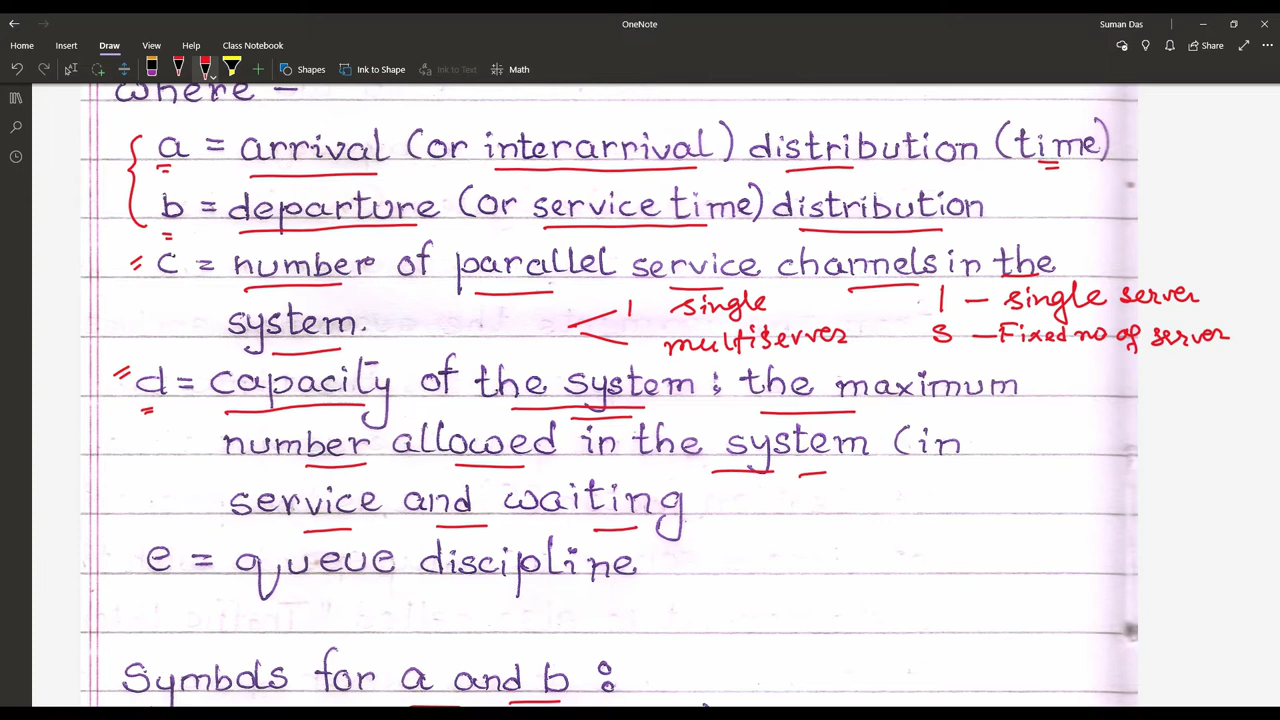 OneNote
Suman Das
Home Insert Draw View Help Class Notebook
Share
Shapes Ink to Shape Ink to Text Math
where -
a = arrival (or interarrival) distribution (time)
b = departure (or service time) distribution
c = number of parallel service channels in the
system.
1 single
multiserver
1 - single server
S - Fixed no of server
d = capacity of the system : the maximum
number allowed in the system (in
service and waiting
e = queue discipline
Symbols for a and b :